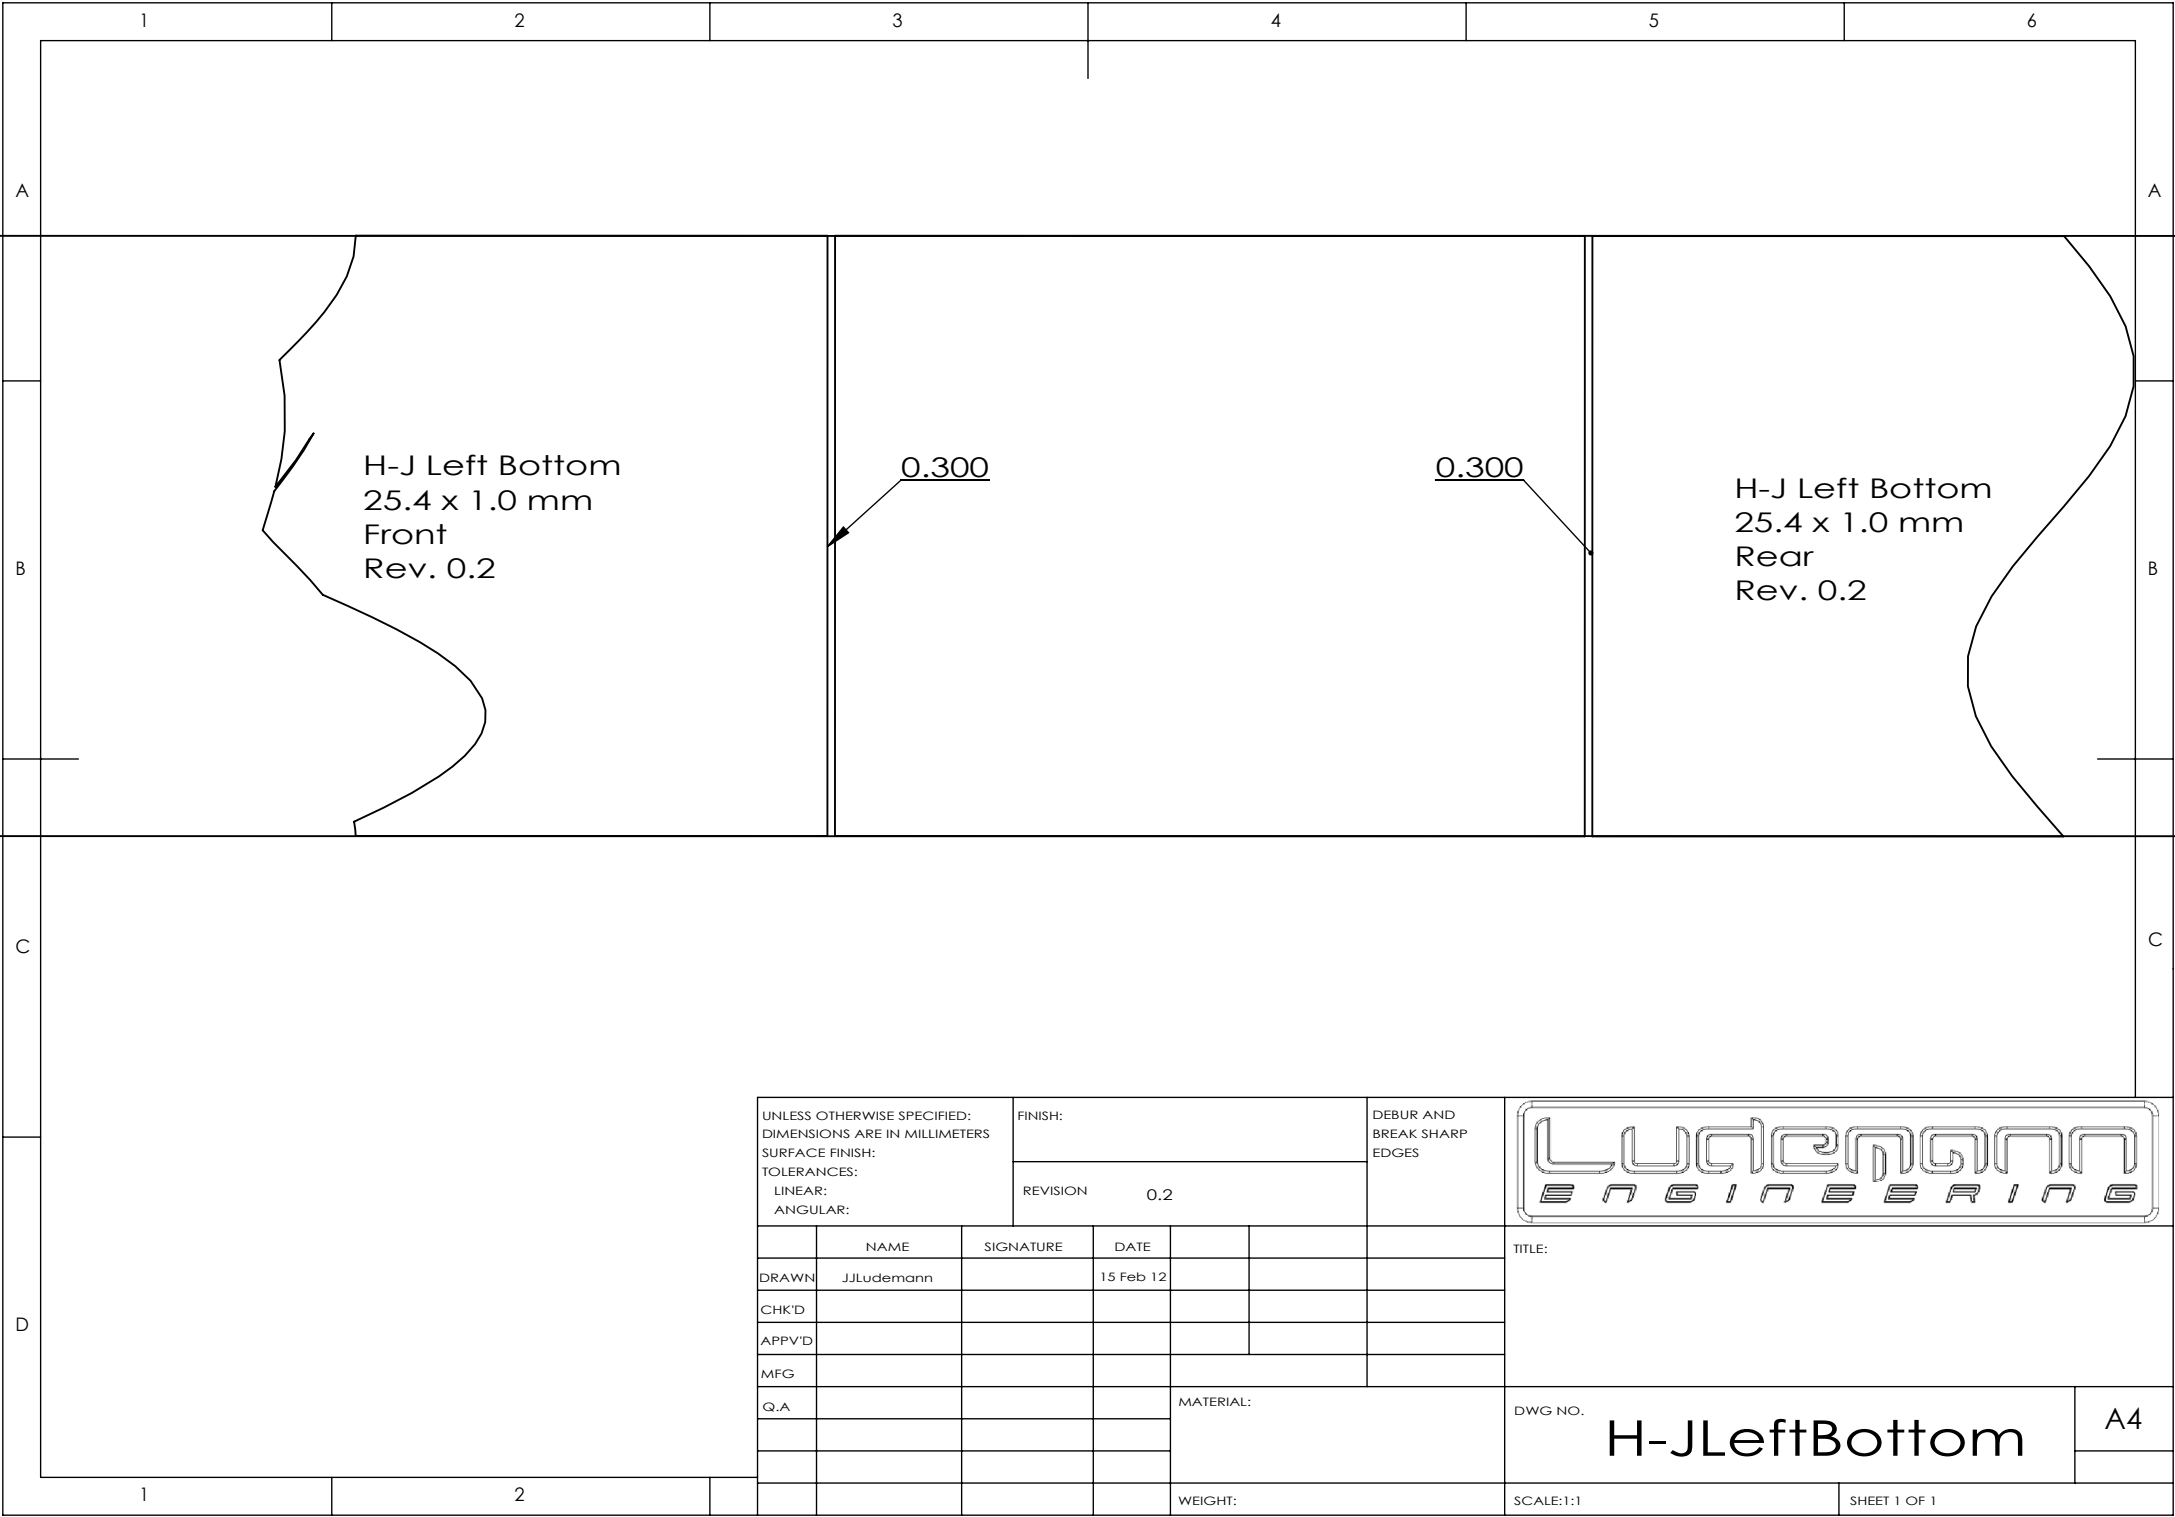 1 2 3 4 5 6
A A
H-J Left Bottom
25.4 x 1.0 mm
Front
Rev. 0.2
0.300
0.300
H-J Left Bottom
25.4 x 1.0 mm
Rear
Rev. 0.2
B B
C C
D
UNLESS OTHERWISE SPECIFIED:
DIMENSIONS ARE IN MILLIMETERS
SURFACE FINISH:
TOLERANCES:
LINEAR:
ANGULAR:
FINISH:
REVISION 0.2
DEBUR AND
BREAK SHARP
EDGES
Ludemann
ENGINEERING
NAME SIGNATURE DATE
DRAWN JJLudemann 15 Feb 12
CHK'D
APPV'D
MFG
Q.A
TITLE:
MATERIAL:
WEIGHT:
DWG NO.
H-JLeftBottom
A4
SCALE:1:1
SHEET 1 OF 1
1 2